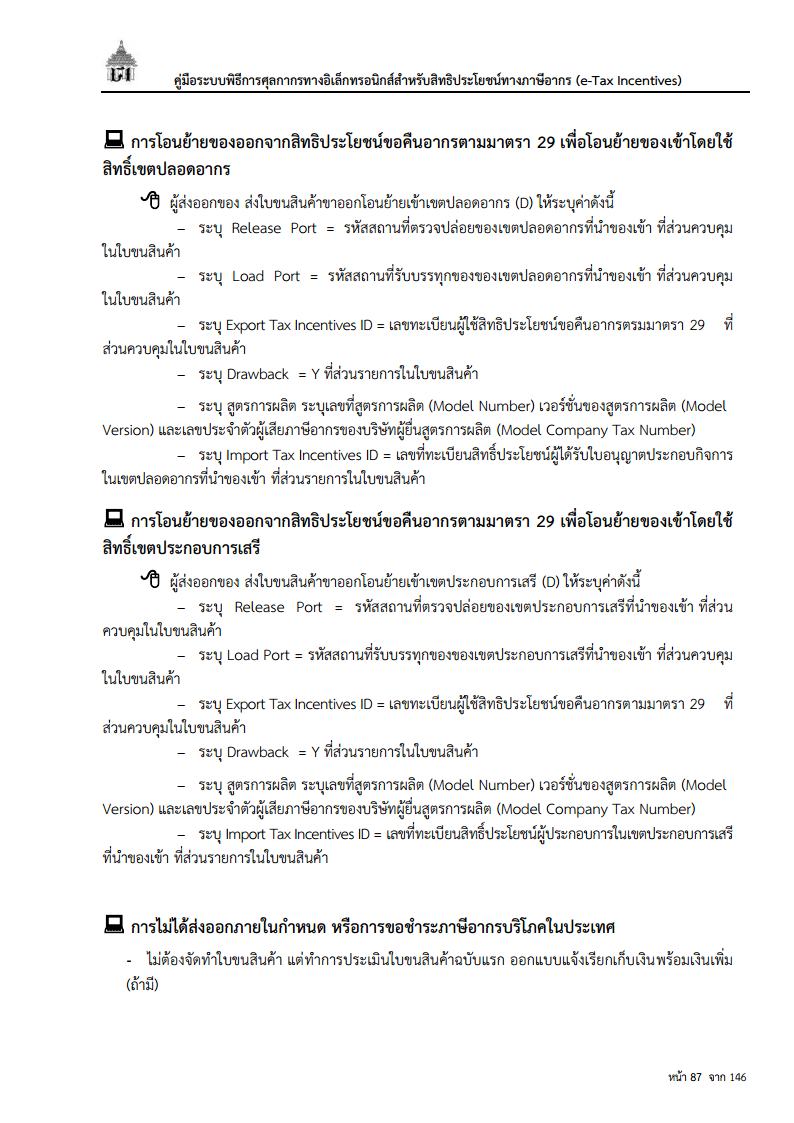 คู่มือระบบพิธีการศุลกากรทางอิเล็กทรอนิกส์สำหรับสิทธิประโยชน์ทางภาษีอากร (e-Tax Incentives)
การโอนย้ายของออกจากสิทธิประโยชน์ขอคืนอากรตามมาตรา 29 เพื่อโอนย้ายของเข้าโดยใช้
สิทธิ์เขตปลอดอากร
ผู้ส่งออกของ ส่งใบขนสินค้าขาออกโอนย้ายเข้าเขตปลอดอากร (D) ให้ระบุค่าดังนี้
– ระบุ Release Port = รหัสสถานที่ตรวจปล่อยของเขตปลอดอากรที่นำของเข้า ที่ส่วนควบคุม
ในใบขนสินค้า
– ระบุ Load Port = รหัสสถานที่รับบรรทุกของของเขตปลอดอากรที่นำของเข้า ที่ส่วนควบคุม
ในใบขนสินค้า
– ระบุ Export Tax Incentives ID = เลขทะเบียนผู้ใช้สิทธิประโยชน์ขอคืนอากรตรมมาตรา 29 ที่
ส่วนควบคุมในใบขนสินค้า
– ระบุ Drawback = Y ที่ส่วนรายการในใบขนสินค้า
– ระบุ สูตรการผลิต ระบุเลขที่สูตรการผลิต (Model Number) เวอร์ชั่นของสูตรการผลิต (Model
Version) และเลขประจำตัวผู้เสียภาษีอากรของบริษัทผู้ยื่นสูตรการผลิต (Model Company Tax Number)
– ระบุ Import Tax Incentives ID = เลขที่ทะเบียนสิทธิ์ประโยชน์ผู้ได้รับใบอนุญาตประกอบกิจการ
ในเขตปลอดอากรที่นำของเข้า ที่ส่วนรายการในใบขนสินค้า
การโอนย้ายของออกจากสิทธิประโยชน์ขอคืนอากรตามมาตรา 29 เพื่อโอนย้ายของเข้าโดยใช้
สิทธิ์เขตประกอบการเสรี
ผู้ส่งออกของ ส่งใบขนสินค้าขาออกโอนย้ายเข้าเขตประกอบการเสรี (D) ให้ระบุค่าดังนี้
– ระบุ Release Port = รหัสสถานที่ตรวจปล่อยของเขตประกอบการเสรีที่นำของเข้า ที่ส่วน
ควบคุมในใบขนสินค้า
– ระบุ Load Port = รหัสสถานที่รับบรรทุกของของเขตประกอบการเสรีที่นำของเข้า ที่ส่วนควบคุม
ในใบขนสินค้า
– ระบุ Export Tax Incentives ID = เลขทะเบียนผู้ใช้สิทธิประโยชน์ขอคืนอากรตามมาตรา 29 ที่
ส่วนควบคุมในใบขนสินค้า
– ระบุ Drawback = Y ที่ส่วนรายการในใบขนสินค้า
– ระบุ สูตรการผลิต ระบุเลขที่สูตรการผลิต (Model Number) เวอร์ชั่นของสูตรการผลิต (Model
Version) และเลขประจำตัวผู้เสียภาษีอากรของบริษัทผู้ยื่นสูตรการผลิต (Model Company Tax Number)
– ระบุ Import Tax Incentives ID = เลขที่ทะเบียนสิทธิ์ประโยชน์ผู้ประกอบการในเขตประกอบการเสรี
ที่นำของเข้า ที่ส่วนรายการในใบขนสินค้า
การไม่ได้ส่งออกภายในกำหนด หรือการขอชำระภาษีอากรบริโภคในประเทศ
- ไม่ต้องจัดทำใบขนสินค้า แต่ทำการประเมินใบขนสินค้าฉบับแรก ออกแบบแจ้งเรียกเก็บเงินพร้อมเงินเพิ่ม
(ถ้ามี)
หน้า 87 จาก 146